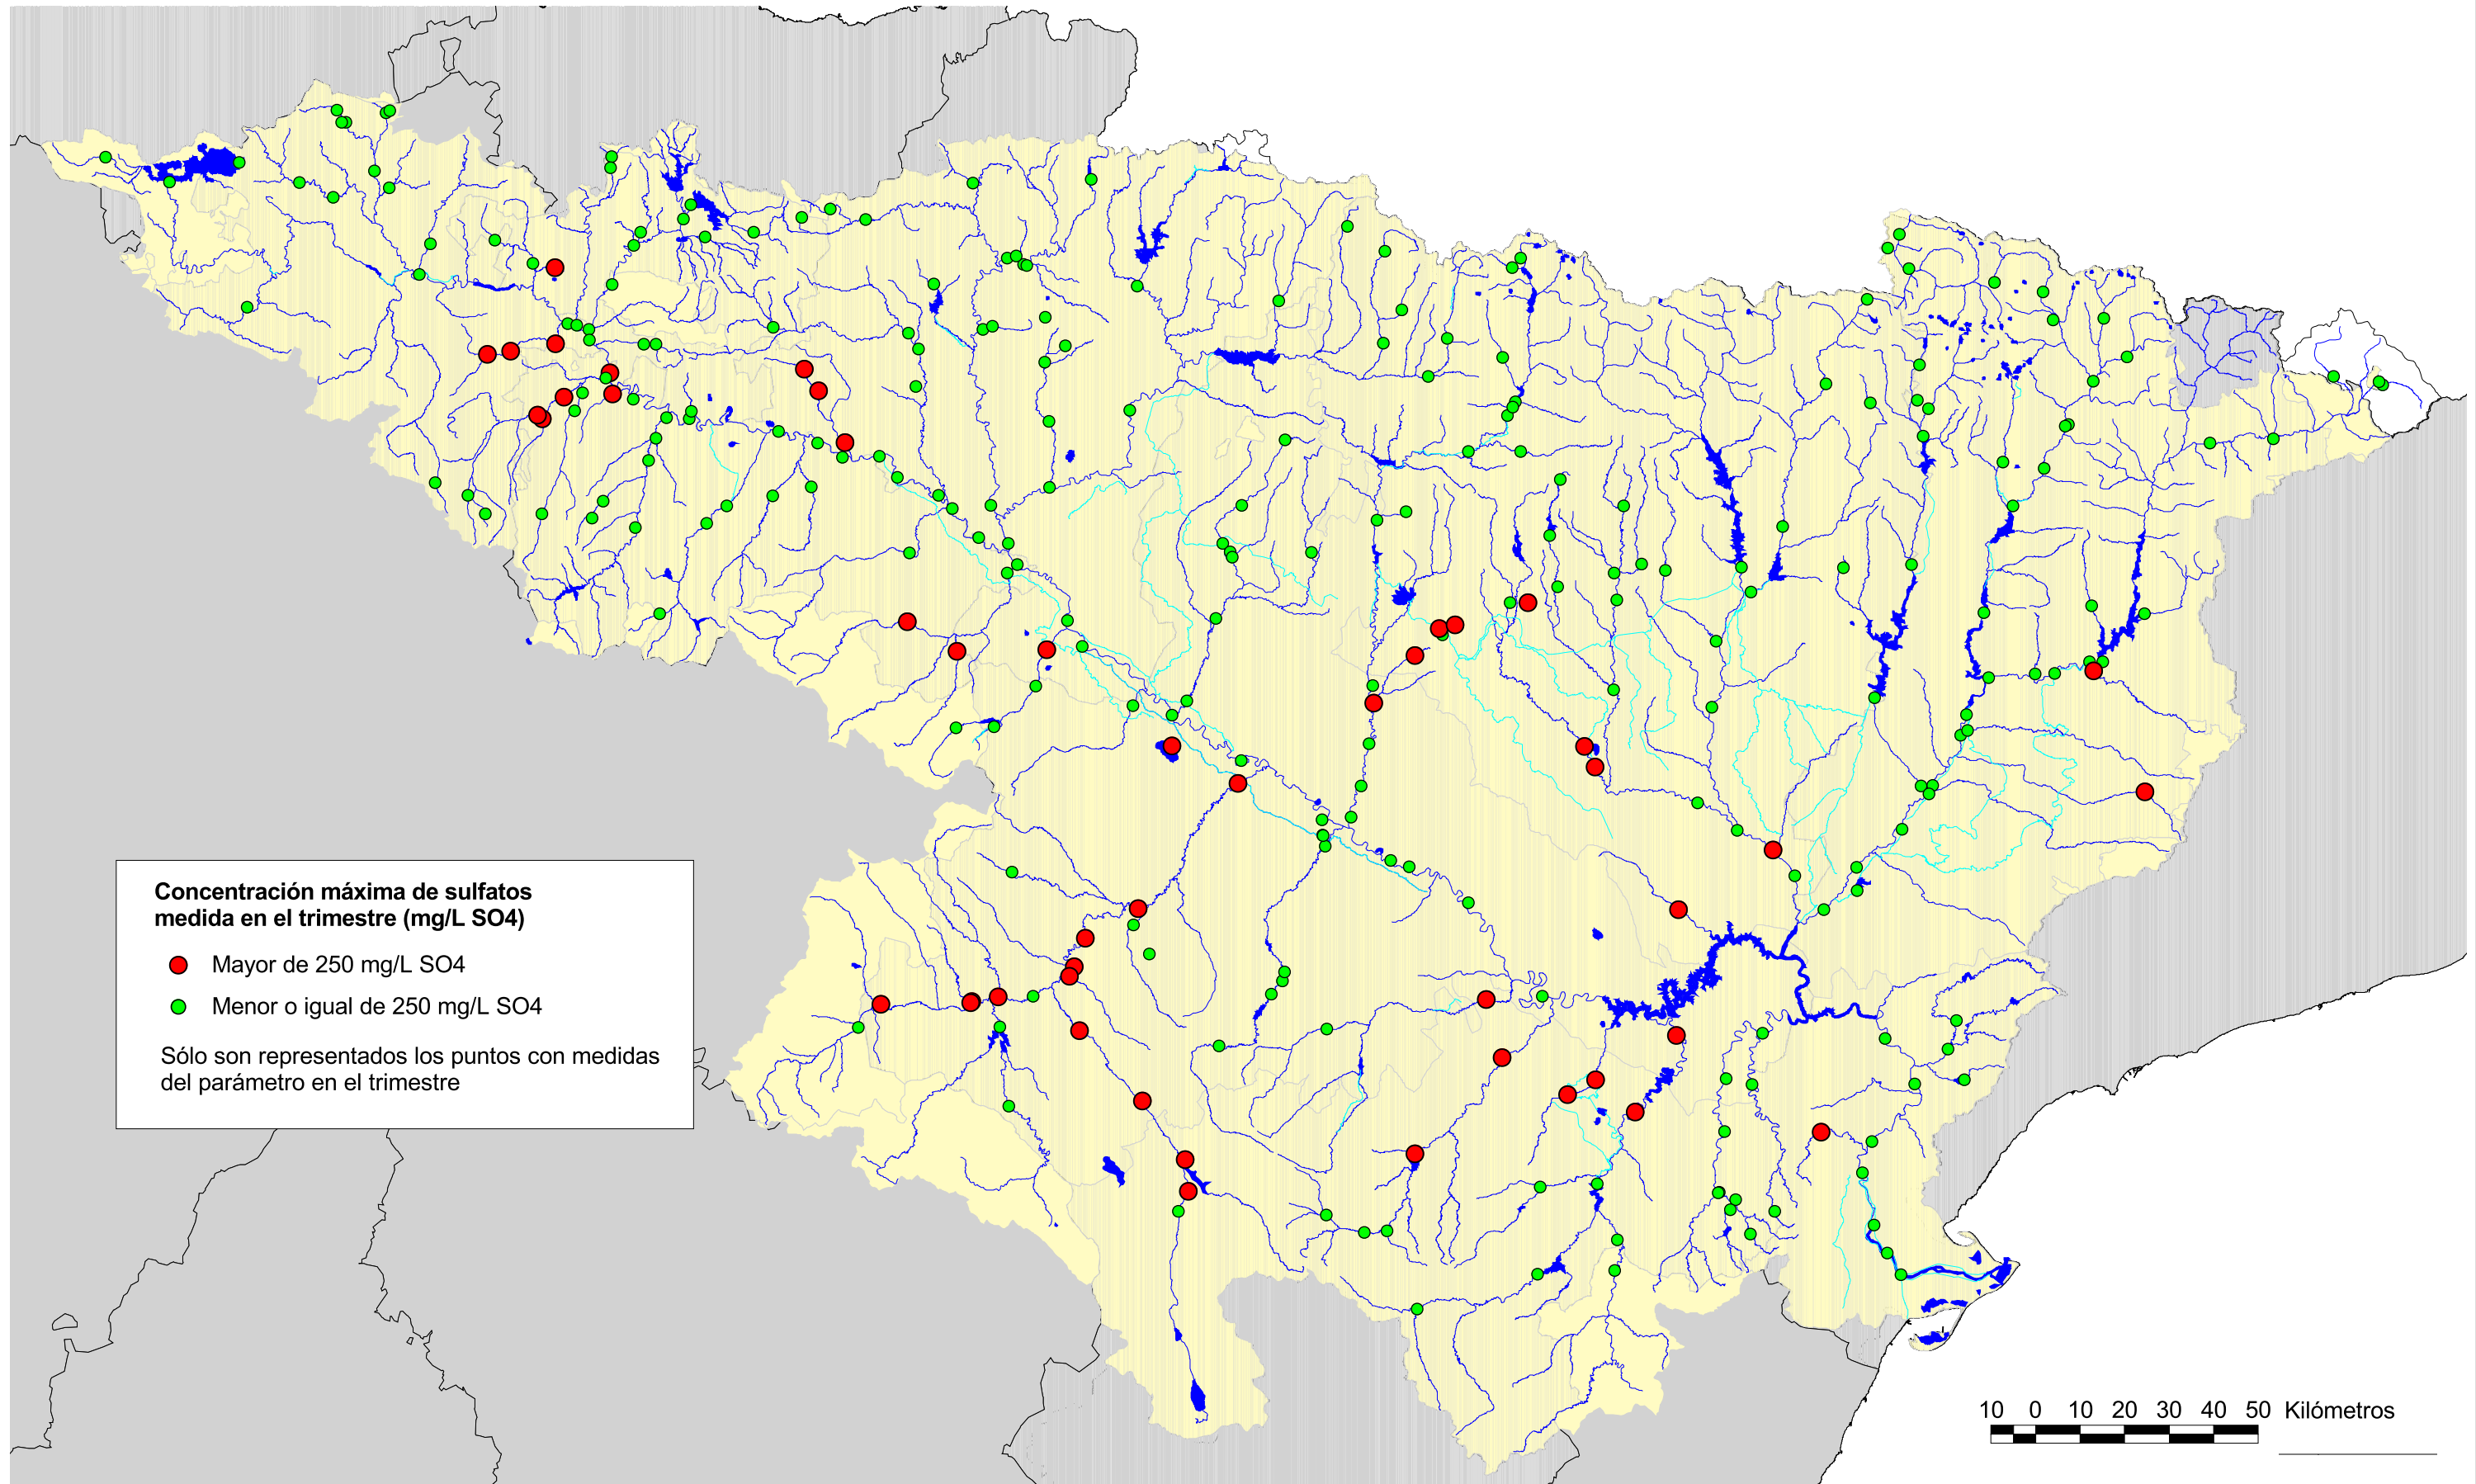 Concentración máxima de sulfatos
medida en el trimestre (mg/L SO4)
Mayor de 250 mg/L SO4
Menor o igual de 250 mg/L SO4
Sólo son representados los puntos con medidas
del parámetro en el trimestre
10 0 10 20 30 40 50 Kilómetros